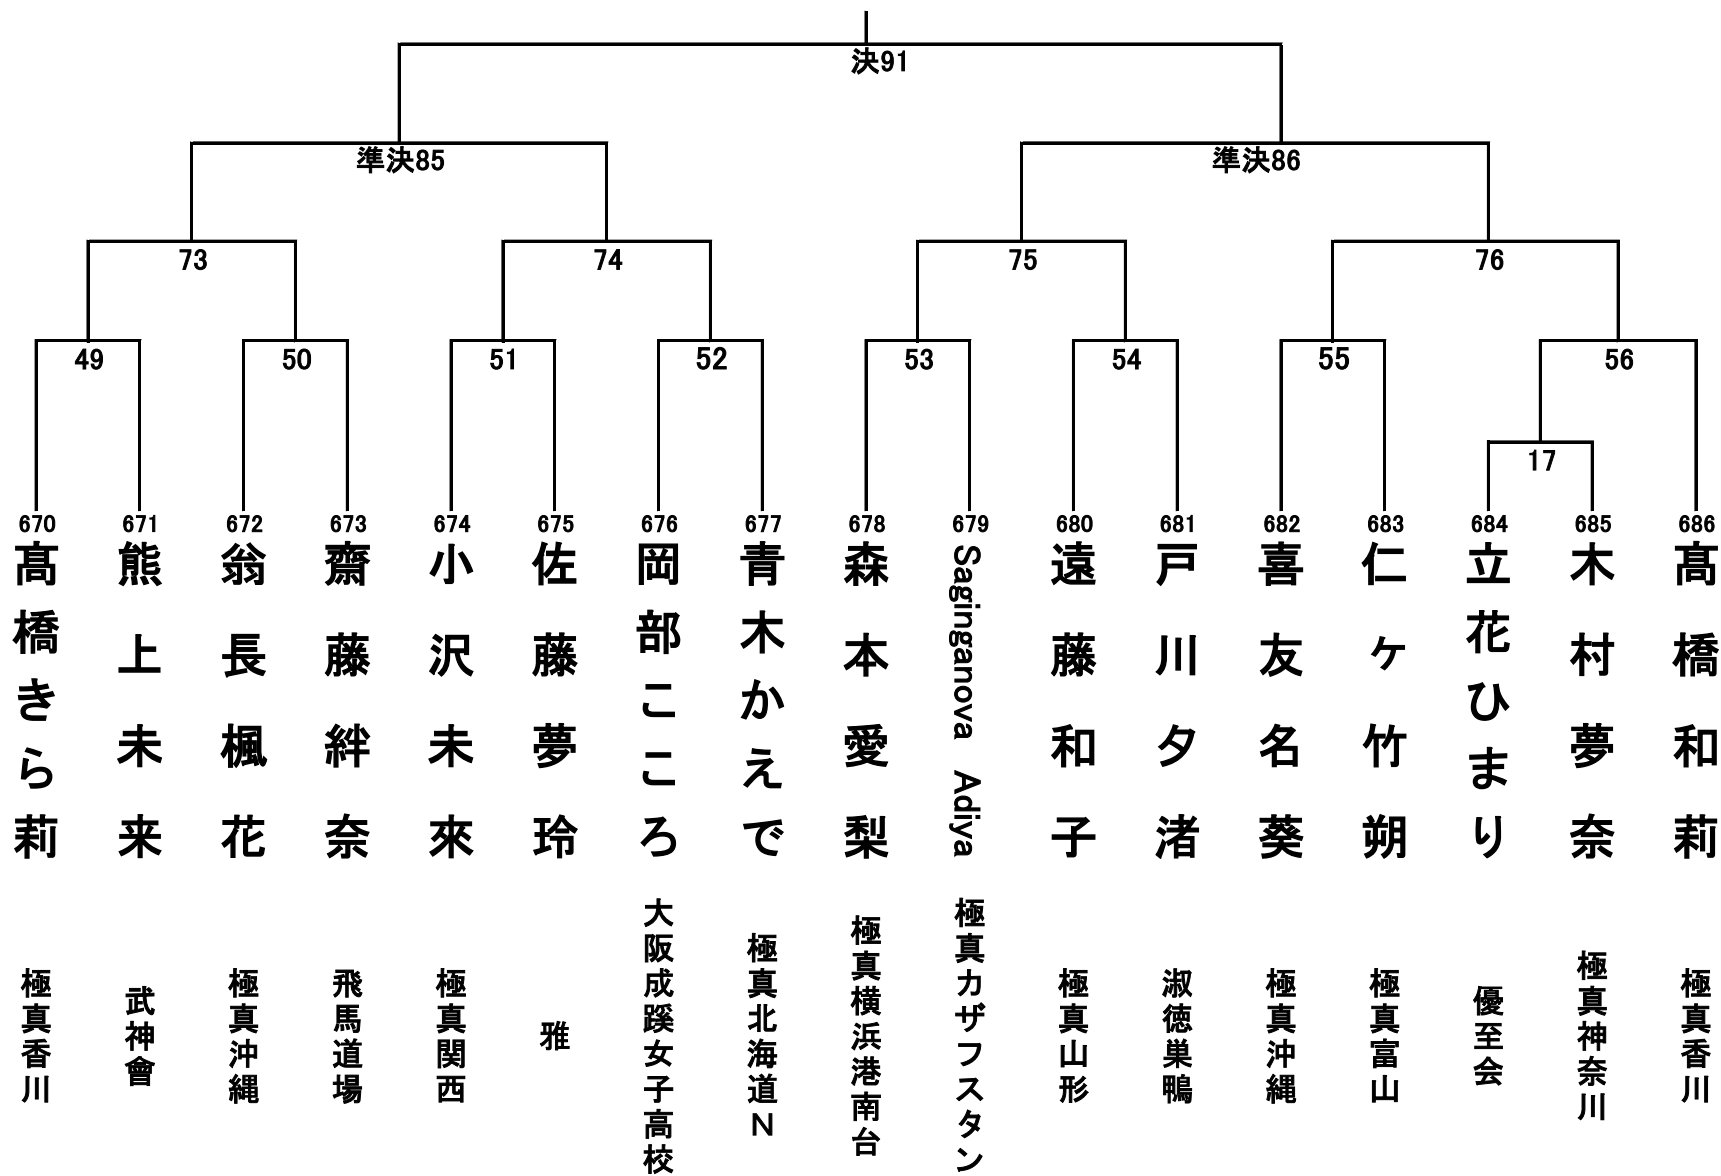 決91
準決85
準決86
73
74
75
76
49
50
51
52
53
54
55
56
17
670
671
672
673
674
675
676
677
678
679
680
681
682
683
684
685
686
髙橋きら莉
熊上未来
翁長楓花
齋藤絆奈
小沢未來
佐藤夢玲
岡部こころ
青木かえで
森本愛梨
Saginganova Adiya
遠藤和子
戸川夕渚
喜友名葵
仁ヶ竹朔
立花ひまり
木村夢奈
髙橋和莉
極真香川
武神會
極真沖縄
飛馬道場
極真関西
雅
大阪成蹊女子高校
極真北海道N
極真横浜港南台
極真カザフスタン
極真山形
淑徳巣鴨
極真沖縄
極真富山
優至会
極真神奈川
極真香川